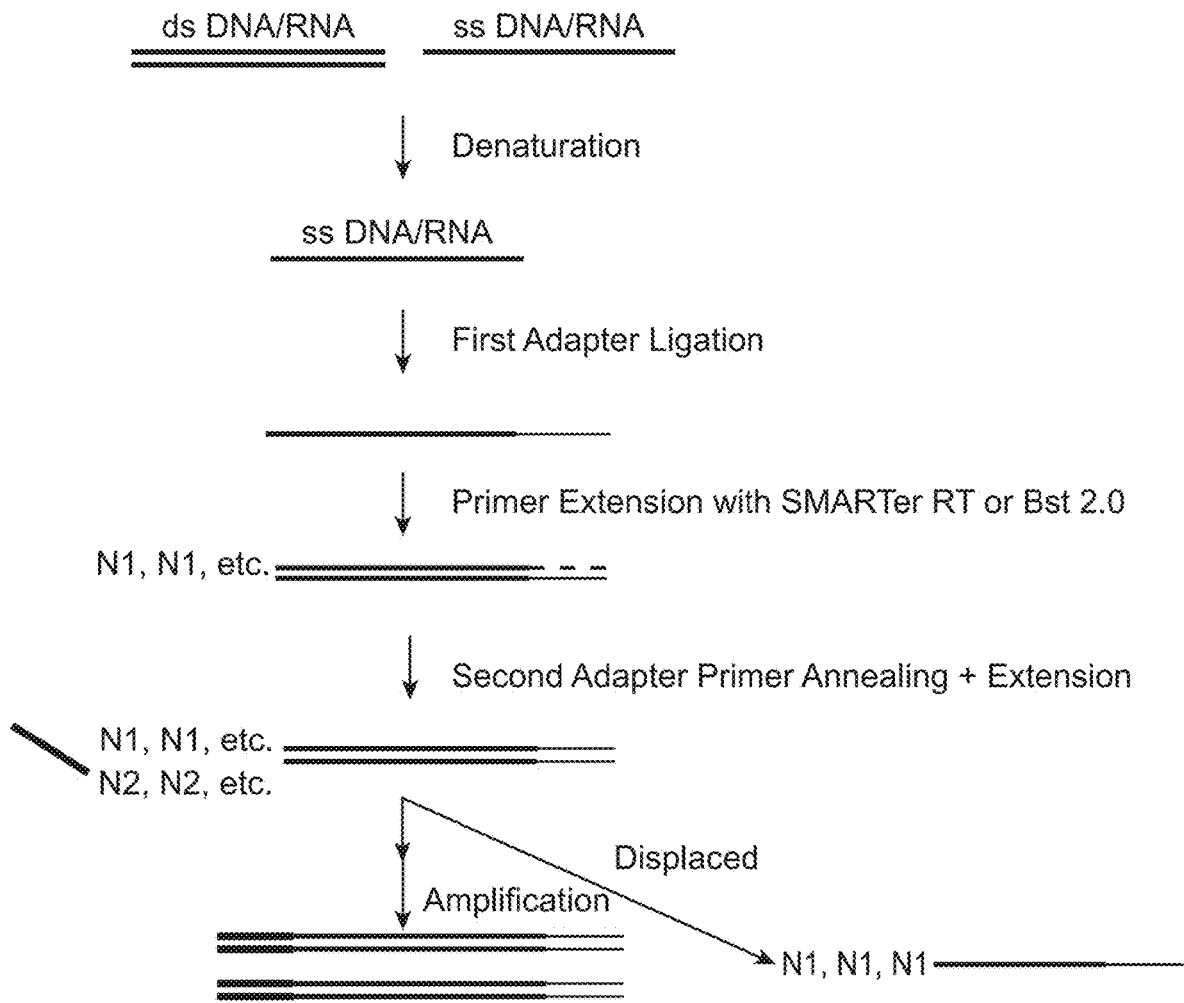 ds DNA/RNA
ss DNA/RNA
Denaturation
ss DNA/RNA
First Adapter Ligation
Primer Extension with SMARTer RT or Bst 2.0
N1, N1, etc.
Second Adapter Primer Annealing + Extension
N1, N1, etc.
N2, N2, etc.
Displaced
Amplification
N1, N1, N1